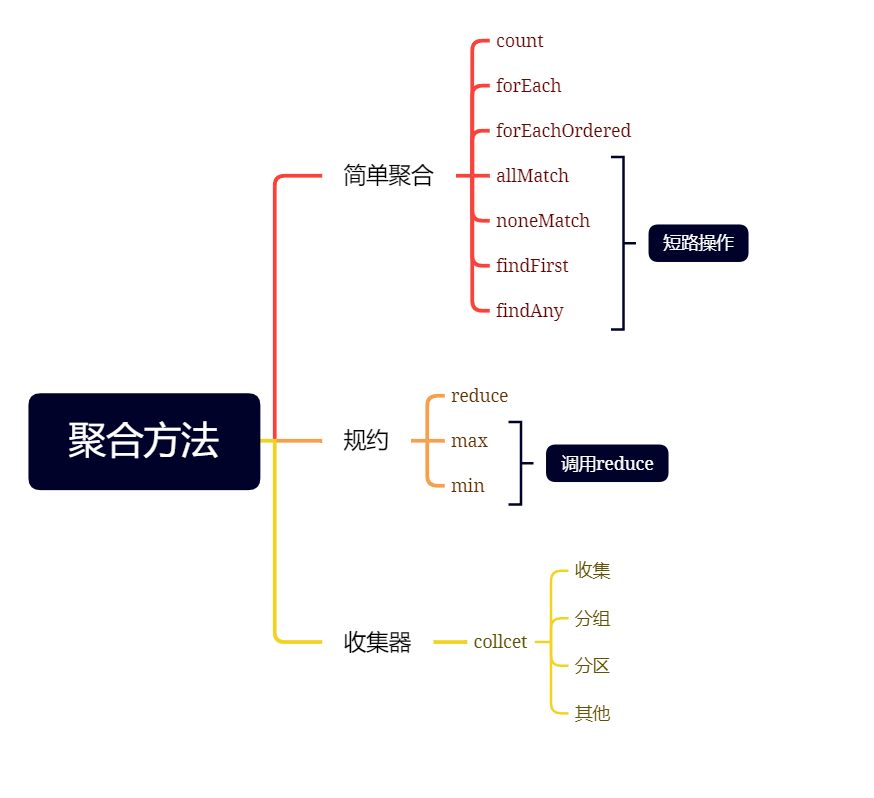 聚合方法
简单聚合
count
forEach
forEachOrdered
allMatch
noneMatch
findFirst
findAny
短路操作
规约
reduce
max
min
调用reduce
收集器
collcet
收集
分组
分区
其他